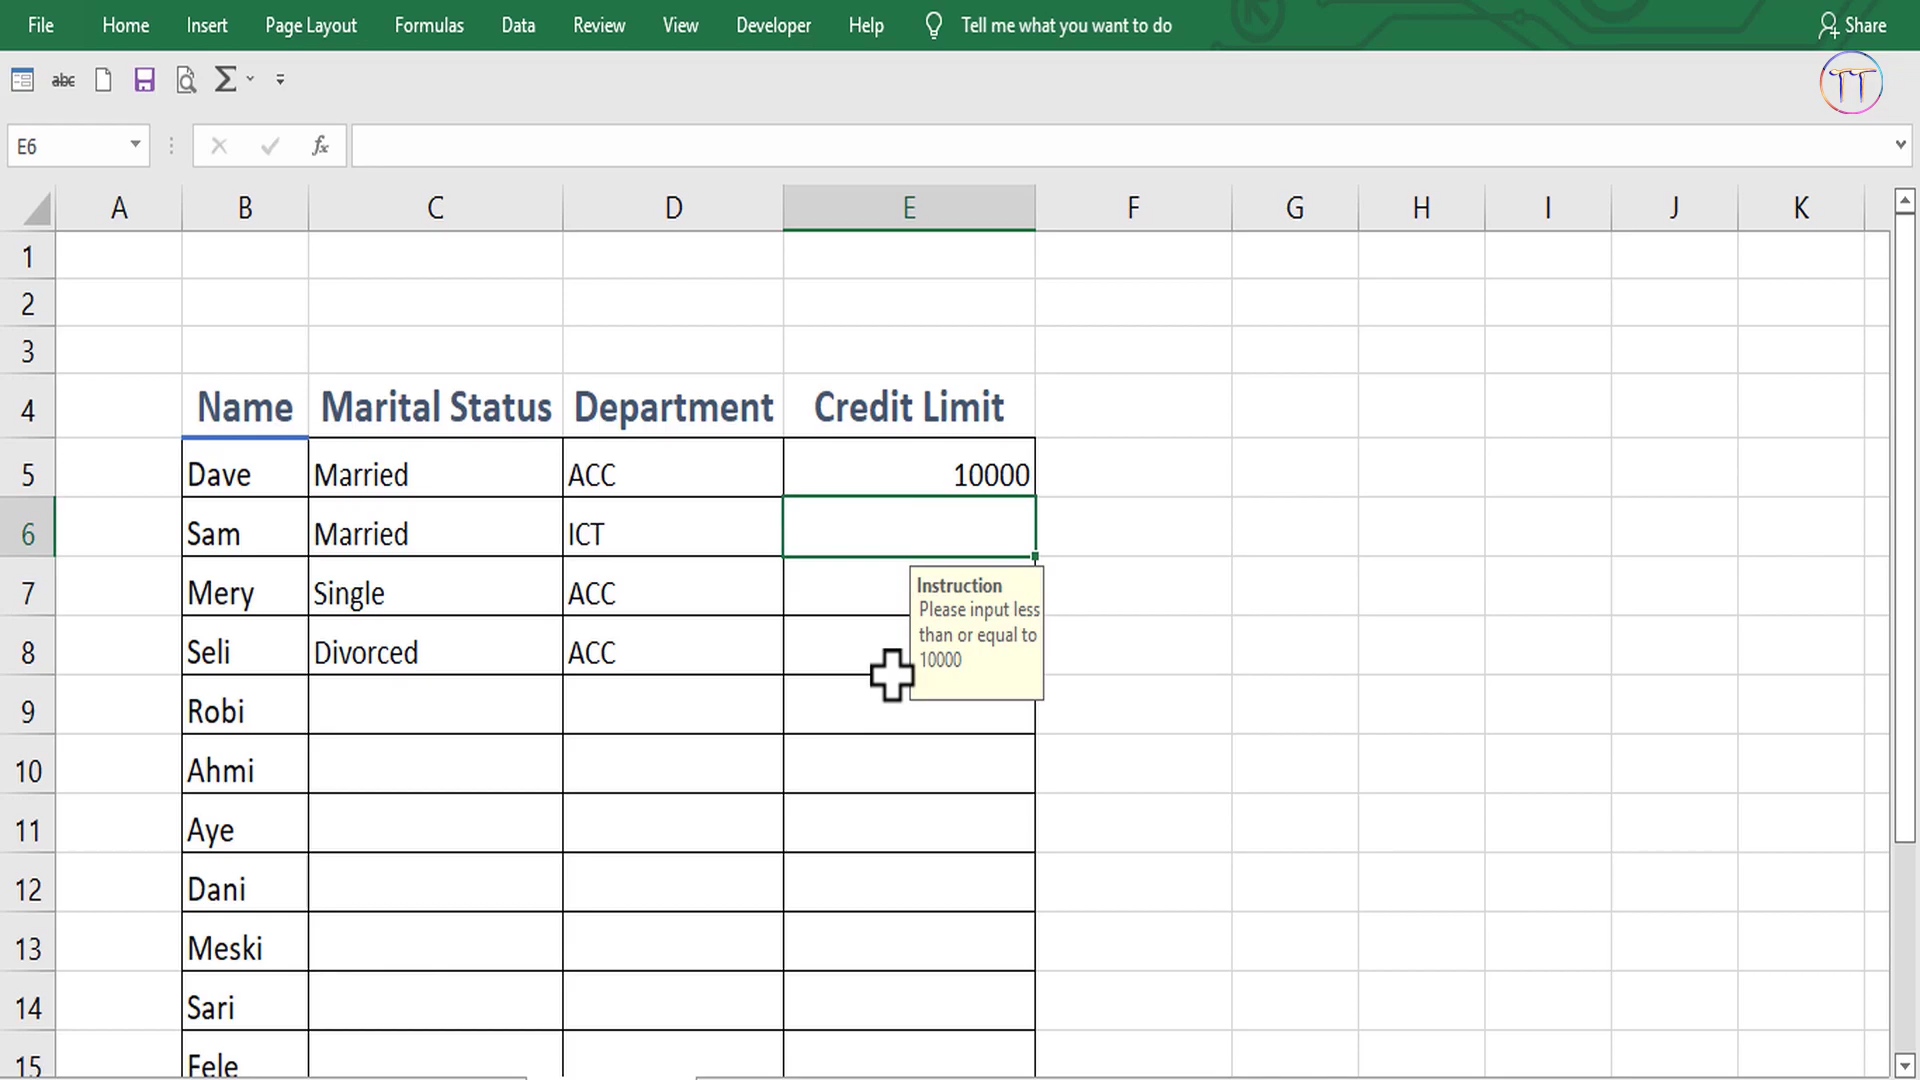 File Home Insert Page Layout Formulas Data Review View Developer Help Tell me what you want to do Share
abc
TT
E6 fx
A B C D E F G H I J K
1
2
3
4 Name Marital Status Department Credit Limit
5 Dave Married ACC 10000
6 Sam Married ICT
7 Mery Single ACC
8 Seli Divorced ACC
Instruction
Please input less
than or equal to
10000
9 Robi
10 Ahmi
11 Aye
12 Dani
13 Meski
14 Sari
15 Fele